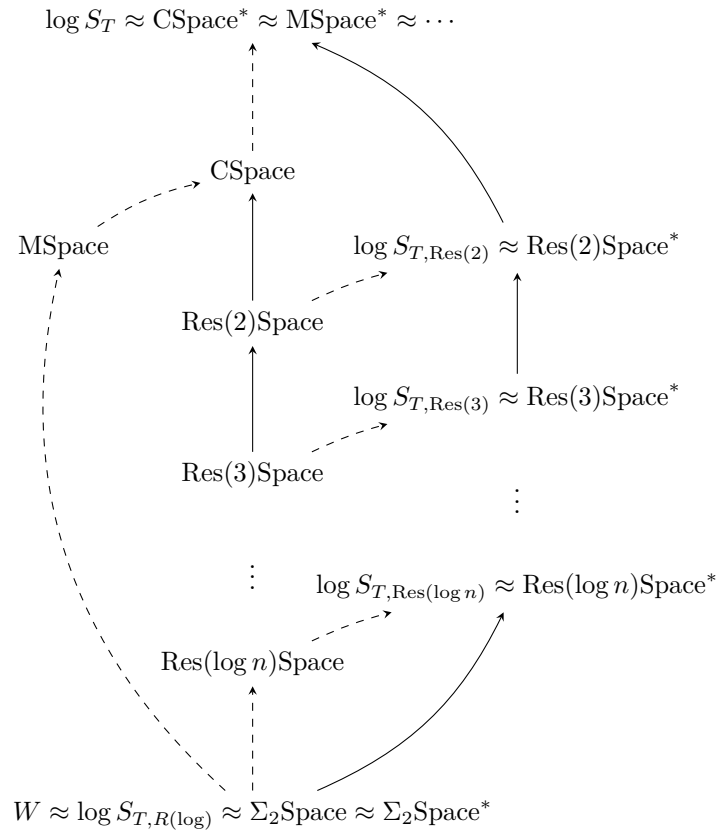 log S_T ≈ CSpace* ≈ MSpace* ≈ ⋯
CSpace
MSpace
log S_{T,Res(2)} ≈ Res(2)Space*
Res(2)Space
log S_{T,Res(3)} ≈ Res(3)Space*
Res(3)Space
⋮
⋮
log S_{T,Res(log n)} ≈ Res(log n)Space*
Res(log n)Space
W ≈ log S_{T,R(log)} ≈ Σ₂Space ≈ Σ₂Space*